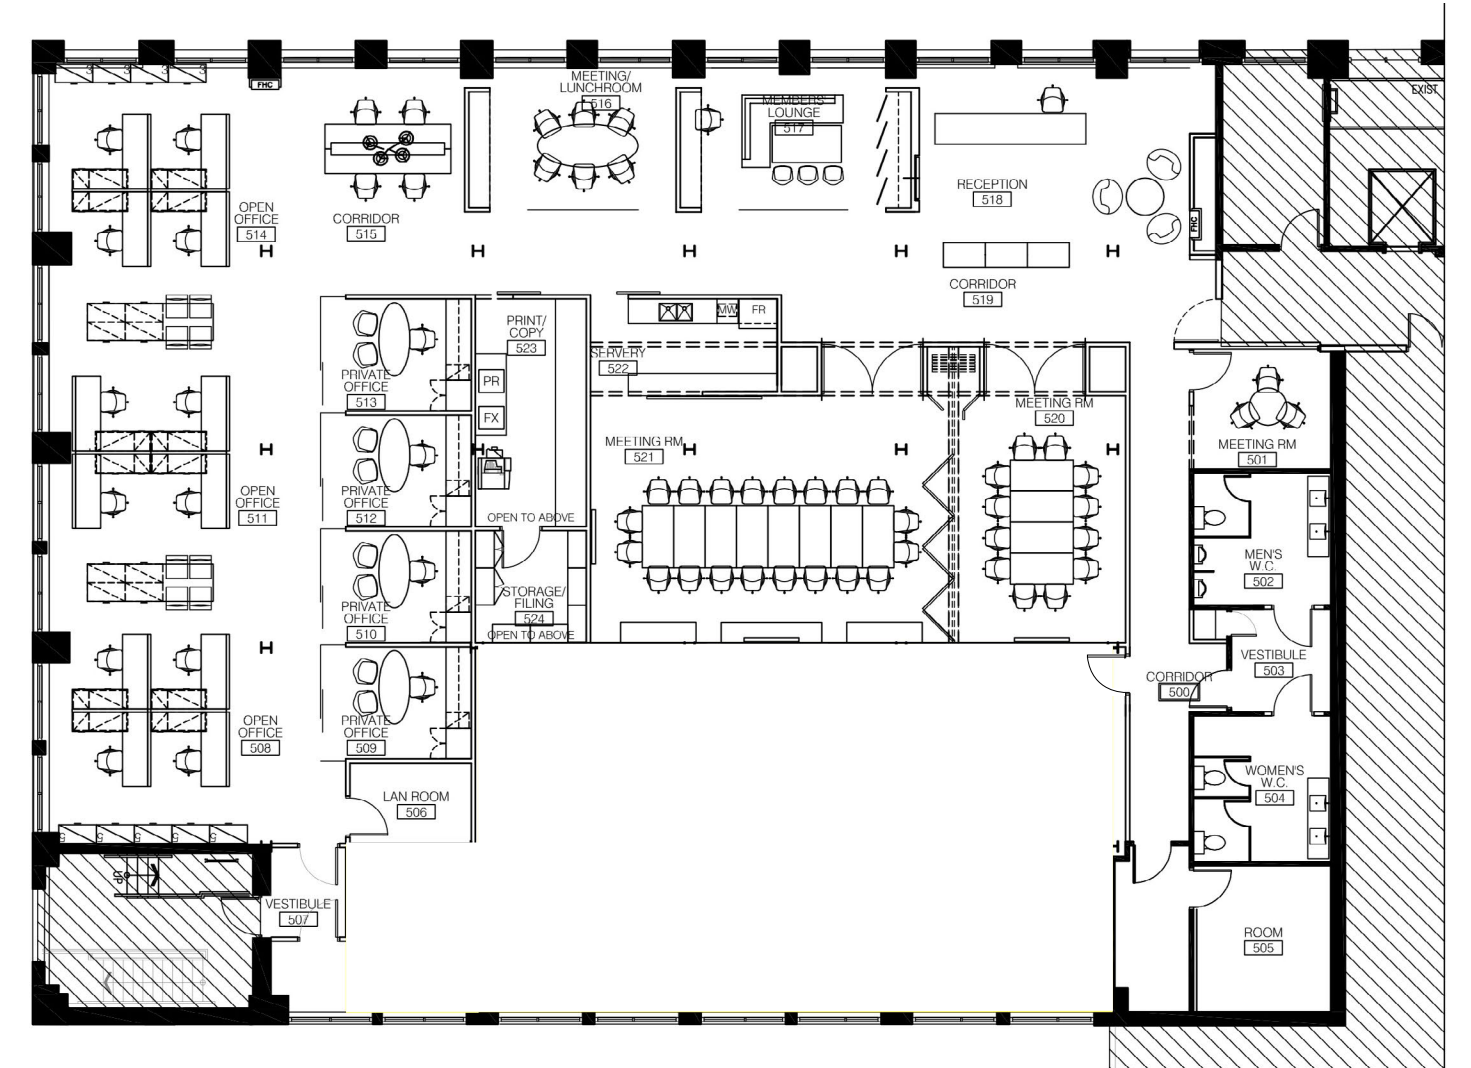 FHC
EXIST
MEETING/
LUNCHROOM
516
MEMBERS'
LOUNGE
517
RECEPTION
518
OPEN
OFFICE
514
CORRIDOR
515
FHC
CORRIDOR
519
PRINT/
COPY
523
MW
FR
SERVERY
522
PRIVATE
OFFICE
513
PR
FX
MEETING RM
520
MEETING RM
521
MEETING RM
501
OPEN
OFFICE
511
PRIVATE
OFFICE
512
OPEN TO ABOVE
MEN'S
W.C.
502
PRIVATE
OFFICE
510
STORAGE/
FILING
524
OPEN TO ABOVE
VESTIBULE
503
CORRIDOR
500
OPEN
OFFICE
508
PRIVATE
OFFICE
509
WOMEN'S
W.C.
504
LAN ROOM
506
UP
VESTIBULE
507
ROOM
505